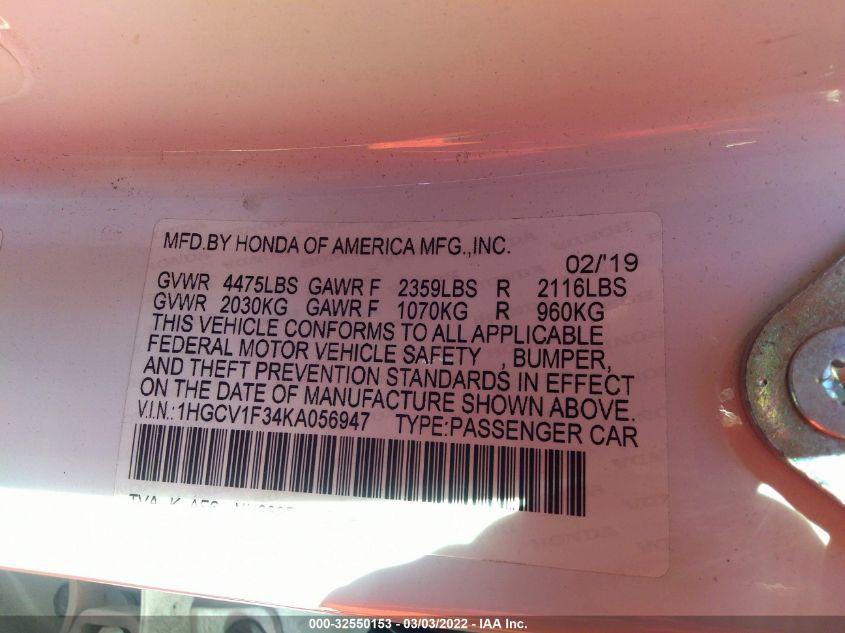 MFD.BY HONDA OF AMERICA MFG.,INC.
02/'19
GVWR 4475LBS GAWR F 2359LBS R 2116LBS
GVWR 2030KG GAWR F 1070KG R 960KG
THIS VEHICLE CONFORMS TO ALL APPLICABLE
FEDERAL MOTOR VEHICLE SAFETY , BUMPER,
AND THEFT PREVENTION STANDARDS IN EFFECT
ON THE DATE OF MANUFACTURE SHOWN ABOVE.
V.I.N.:1HGCV1F34KA056947 TYPE:PASSENGER CAR
000-32550153 - 03/03/2022 - IAA Inc.